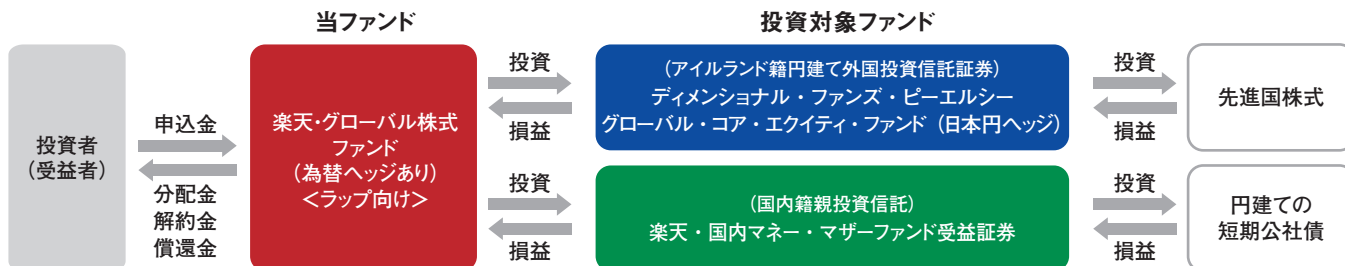 当ファンド
投資対象ファンド
投資者
(受益者)
申込金
分配金
解約金
償還金
楽天・グローバル株式
ファンド
(為替ヘッジあり)
<ラップ向け>
投資
損益
(アイルランド籍円建て外国投資信託証券)
ディメンショナル・ファンズ・ピーエルシー
グローバル・コア・エクイティ・ファンド (日本円ヘッジ)
投資
損益
先進国株式
投資
損益
(国内籍親投資信託)
楽天・国内マネー・マザーファンド受益証券
投資
損益
円建ての
短期公社債